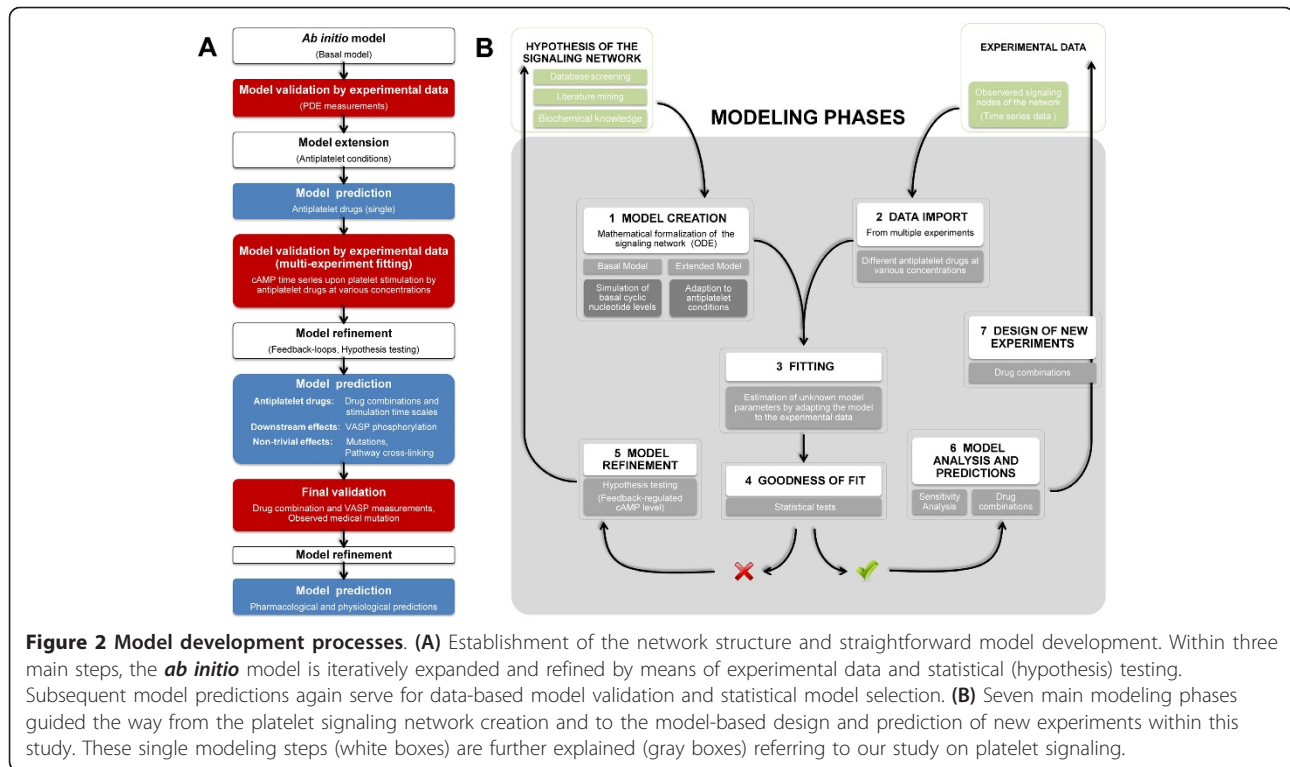 A
Ab initio model
(Basal model)
Model validation by experimental data
(PDE measurements)
Model extension
(Antiplatelet conditions)
Model prediction
Antiplatelet drugs (single)
Model validation by experimental data
(multi-experiment fitting)
cAMP time series upon platelet stimulation by
antiplatelet drugs at various concentrations
Model refinement
(Feedback-loops, Hypothesis testing)
Model prediction
Antiplatelet drugs: Drug combinations and
stimulation time scales
Downstream effects: VASP phosphorylation
Non-trivial effects: Mutations,
Pathway cross-linking
Final validation
Drug combination and VASP measurements,
Observed medical mutation
Model refinement
Model prediction
Pharmacological and physiological predictions
B
HYPOTHESIS OF THE
SIGNALING NETWORK
Database screening
Literature mining
Biochemical knowledge
EXPERIMENTAL DATA
Observered signaling
nodes of the network
(Time series data )
MODELING PHASES
1 MODEL CREATION
Mathematical formalization of the
signaling network (ODE)
Basal Model
Extended Model
Simulation of
basal cyclic
nucleotide levels
Adaption to
antiplatelet
conditions
2 DATA IMPORT
From multiple experiments
Different antiplatelet drugs at
various concentrations
3 FITTING
Estimation of unknown model
parameters by adapting the model
to the experimental data
4 GOODNESS OF FIT
Statistical tests
5 MODEL
REFINEMENT
Hypothesis testing
(Feedback-regulated
cAMP level)
6 MODEL
ANALYSIS AND
PREDICTIONS
Sensitivity
Analysis
Drug
combinations
7 DESIGN OF NEW
EXPERIMENTS
Drug combinations
Figure 2 Model development processes. (A) Establishment of the network structure and straightforward model development. Within three
main steps, the ab initio model is iteratively expanded and refined by means of experimental data and statistical (hypothesis) testing.
Subsequent model predictions again serve for data-based model validation and statistical model selection. (B) Seven main modeling phases
guided the way from the platelet signaling network creation and to the model-based design and prediction of new experiments within this
study. These single modeling steps (white boxes) are further explained (gray boxes) referring to our study on platelet signaling.